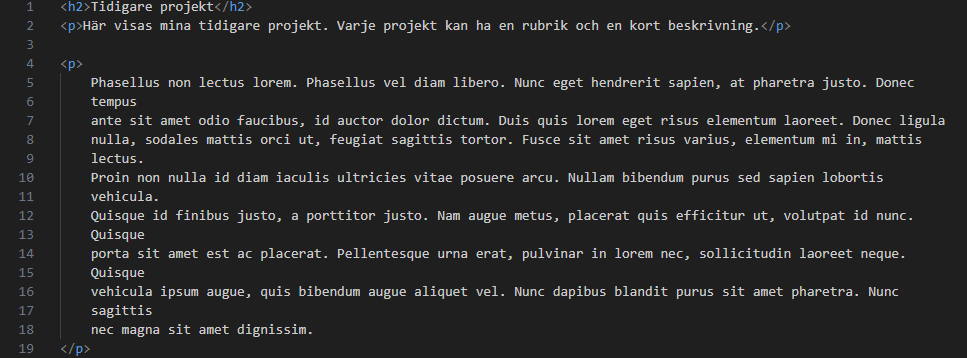 1 <h2>Tidigare projekt</h2>
2 <p>Här visas mina tidigare projekt. Varje projekt kan ha en rubrik och en kort beskrivning.</p>
3
4 <p>
5 Phasellus non lectus lorem. Phasellus vel diam libero. Nunc eget hendrerit sapien, at pharetra justo. Donec
6 tempus
7 ante sit amet odio faucibus, id auctor dolor dictum. Duis quis lorem eget risus elementum laoreet. Donec ligula
8 nulla, sodales mattis orci ut, feugiat sagittis tortor. Fusce sit amet risus varius, elementum mi in, mattis
9 lectus.
10 Proin non nulla id diam iaculis ultricies vitae posuere arcu. Nullam bibendum purus sed sapien lobortis
11 vehicula.
12 Quisque id finibus justo, a porttitor justo. Nam augue metus, placerat quis efficitur ut, volutpat id nunc.
13 Quisque
14 porta sit amet est ac placerat. Pellentesque urna erat, pulvinar in lorem nec, sollicitudin laoreet neque.
15 Quisque
16 vehicula ipsum augue, quis bibendum augue aliquet vel. Nunc dapibus blandit purus sit amet pharetra. Nunc
17 sagittis
18 nec magna sit amet dignissim.
19 </p>